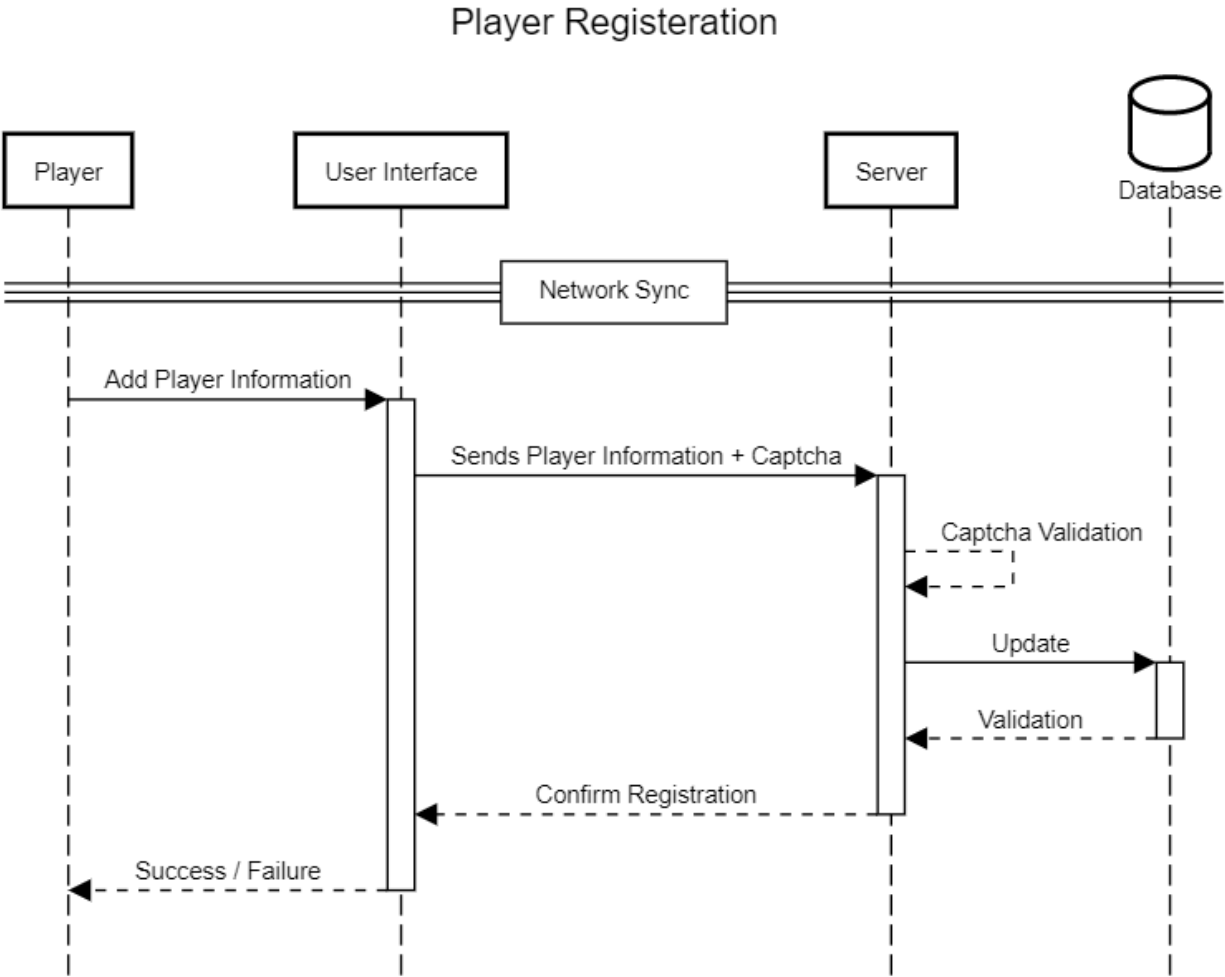 Player Registeration
Player
User Interface
Server
Database
Network Sync
Add Player Information
Sends Player Information + Captcha
Captcha Validation
Update
Validation
Confirm Registration
Success / Failure